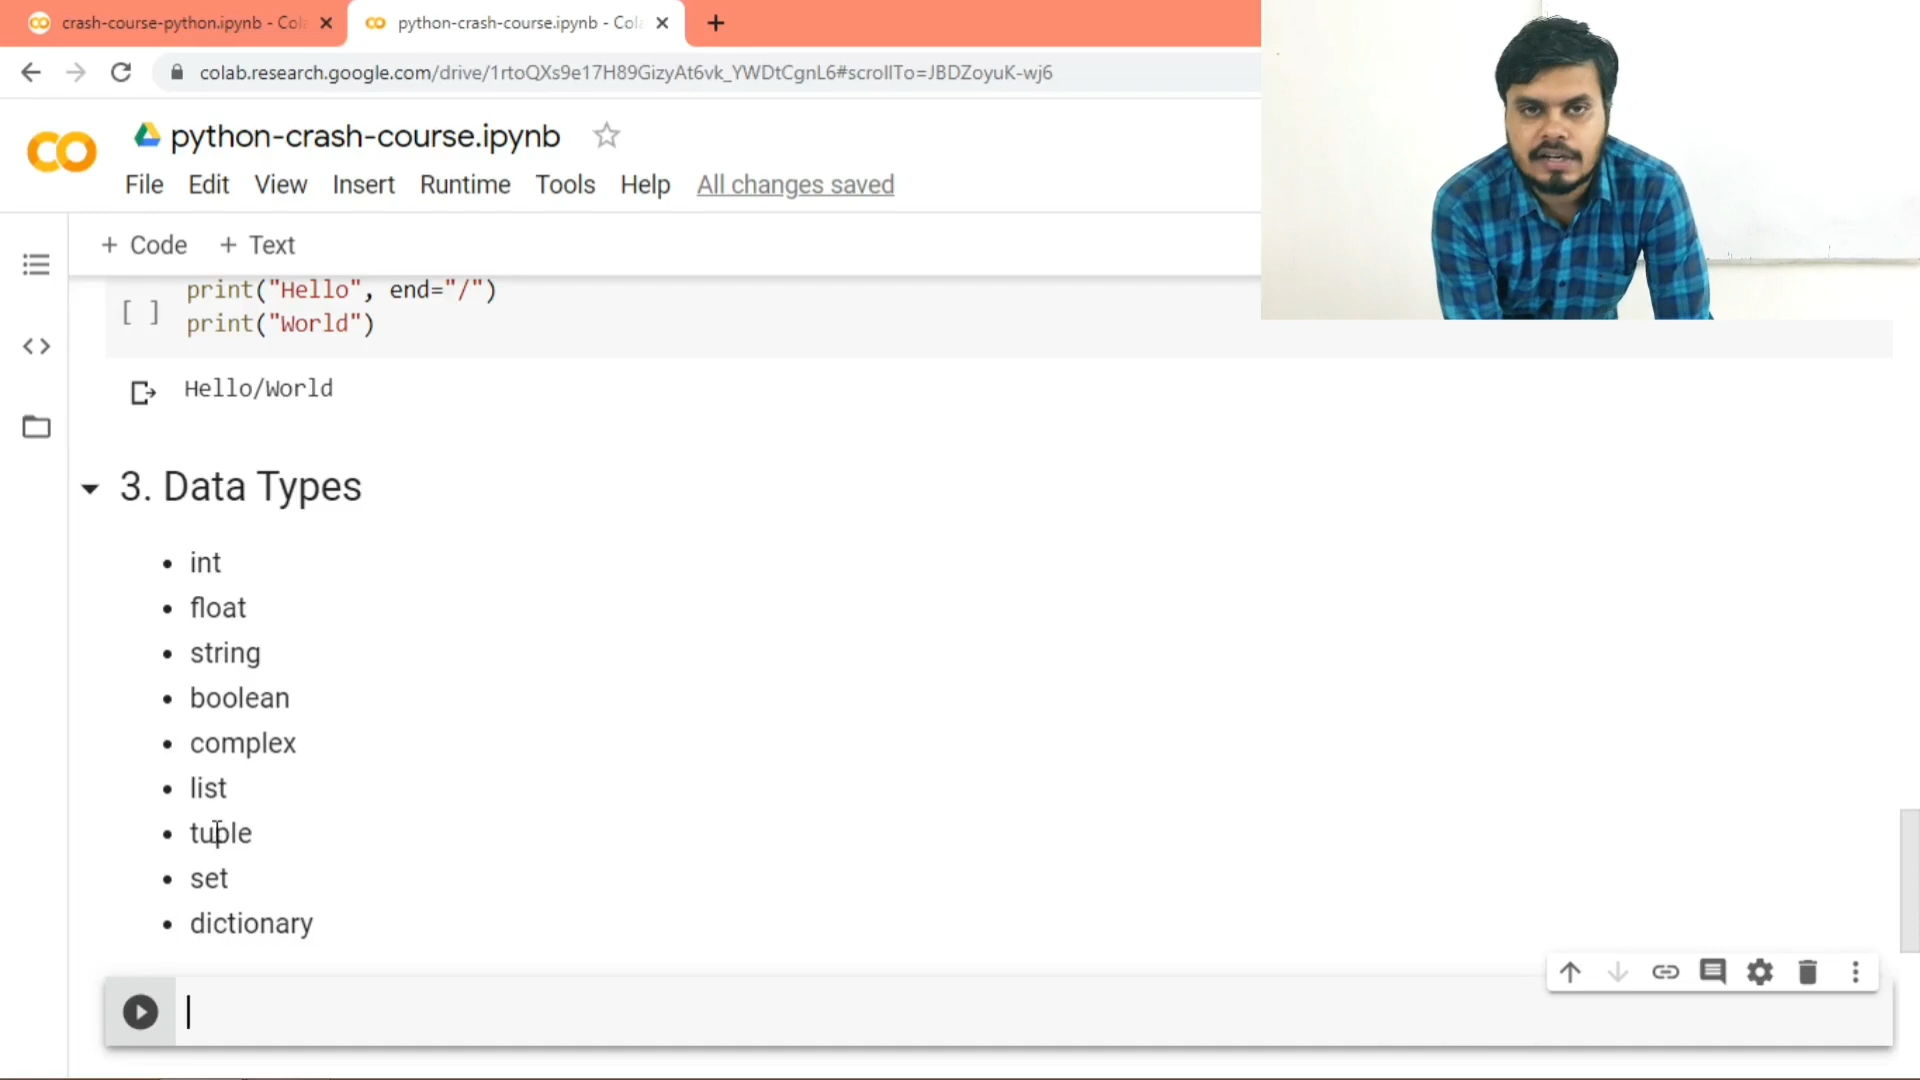 crash-course-python.ipynb - Col
python-crash-course.ipynb - Cola
colab.research.google.com/drive/1rtoQXs9e17H89GizyAt6vk_YWDtCgnL6#scrollTo=JBDZoyuK-wj6
python-crash-course.ipynb
File Edit View Insert Runtime Tools Help All changes saved
+ Code + Text
print("Hello", end="/")
[ ]
print("World")
Hello/World
3. Data Types
• int
• float
• string
• boolean
• complex
• list
• tuple
• set
• dictionary